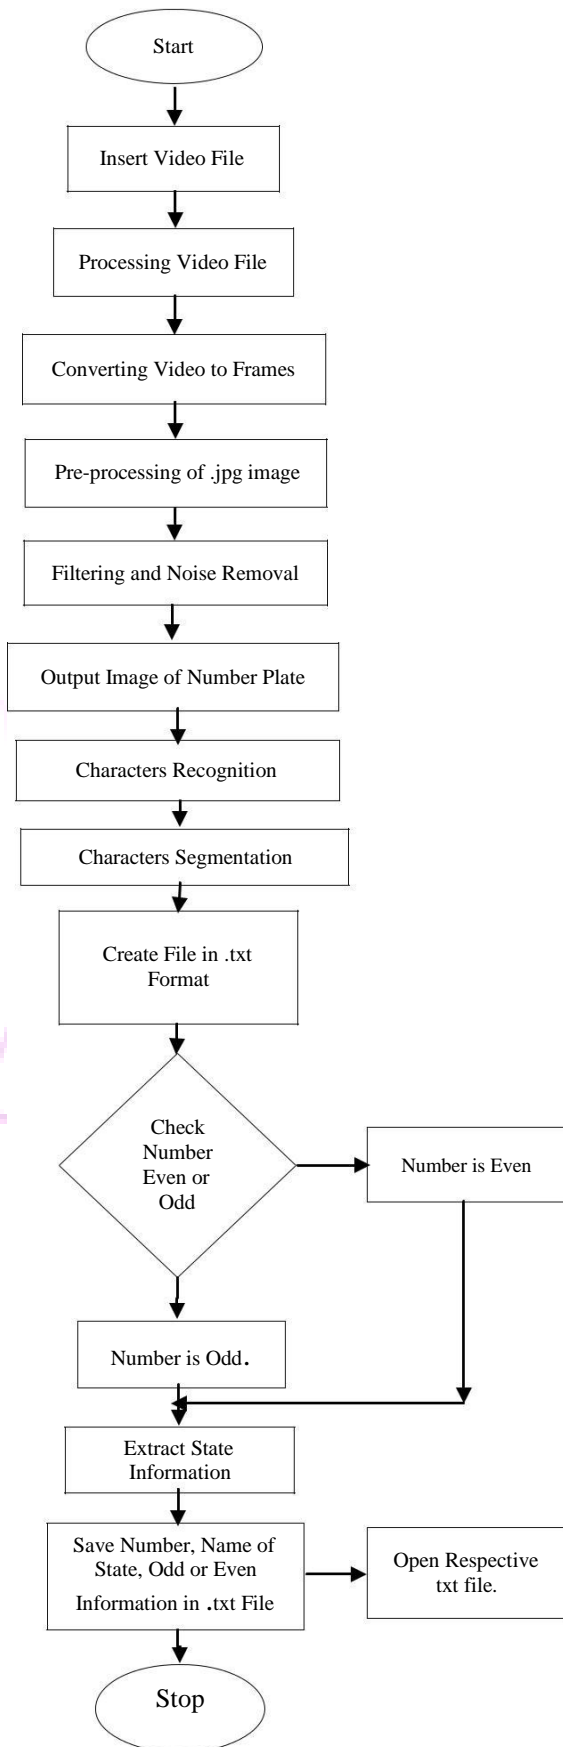 Start
Insert Video File
Processing Video File
Converting Video to Frames
Pre-processing of .jpg image
Filtering and Noise Removal
Output Image of Number Plate
Characters Recognition
Characters Segmentation
Create File in .txt
Format
Check
Number
Even or
Odd
Number is Even
Number is Odd.
Extract State
Information
Save Number, Name of
State, Odd or Even
Information in .txt File
Open Respective
txt file.
Stop